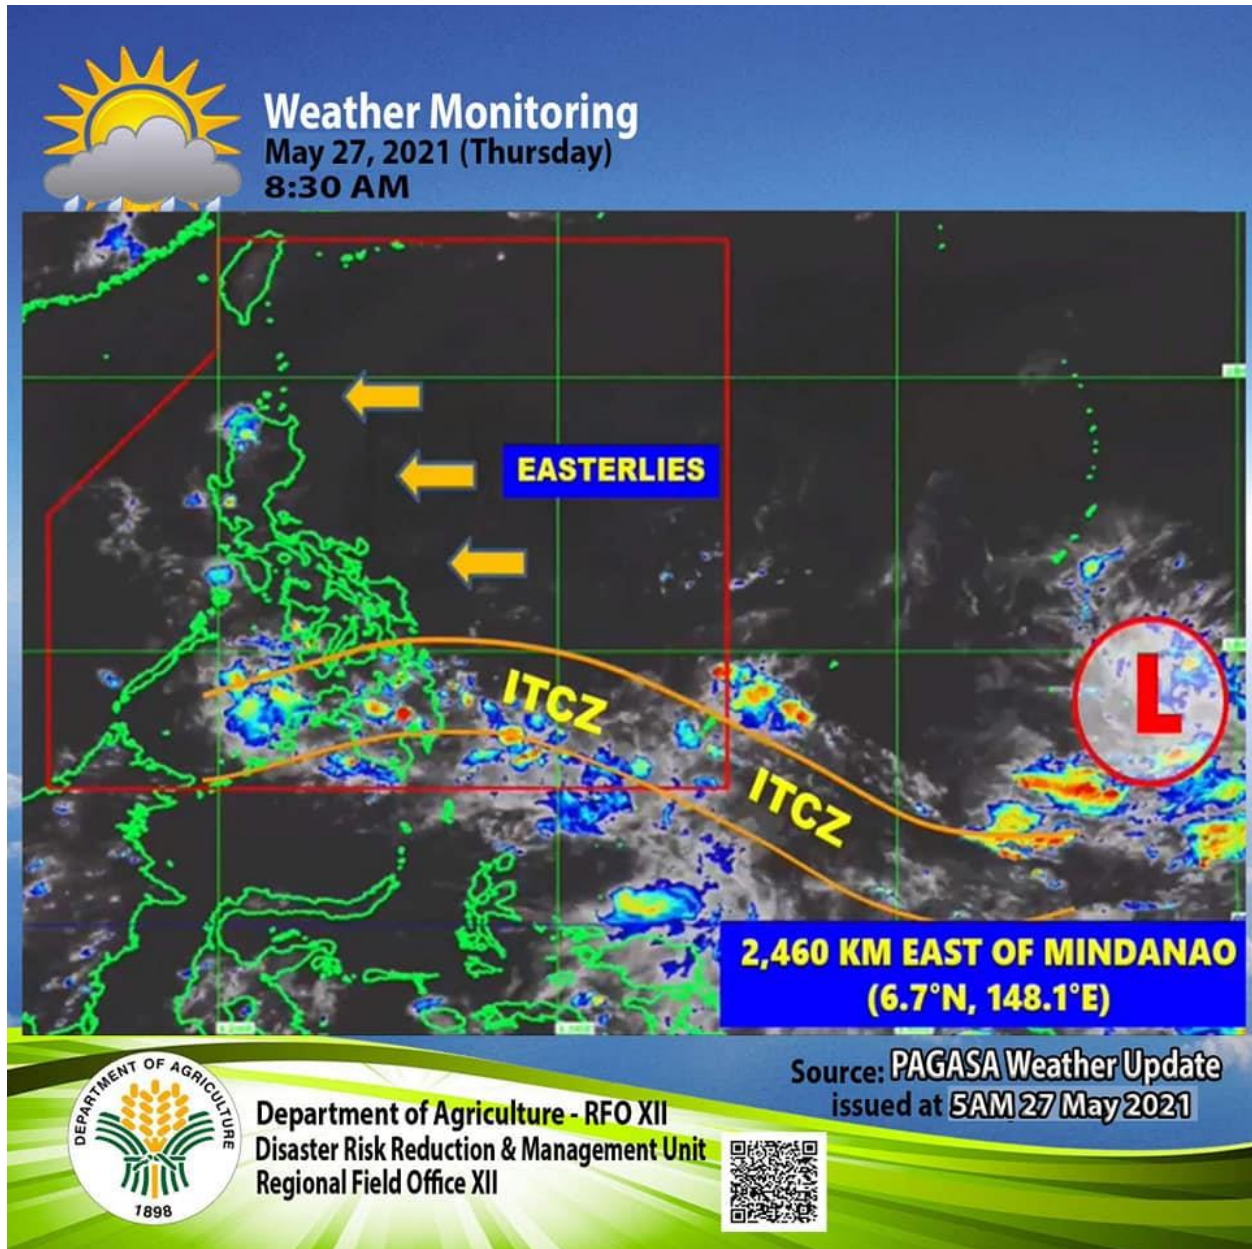 Weather Monitoring
May 27, 2021 (Thursday)
8:30 AM
EASTERLIES
ITCZ
L
ITCZ
2,460 KM EAST OF MINDANAO
(6.7°N, 148.1°E)
Source: PAGASA Weather Update
issued at 5AM 27 May 2021
DEPARTMENT OF AGRICULTURE
1898
Department of Agriculture - RFO XII
Disaster Risk Reduction & Management Unit
Regional Field Office XII